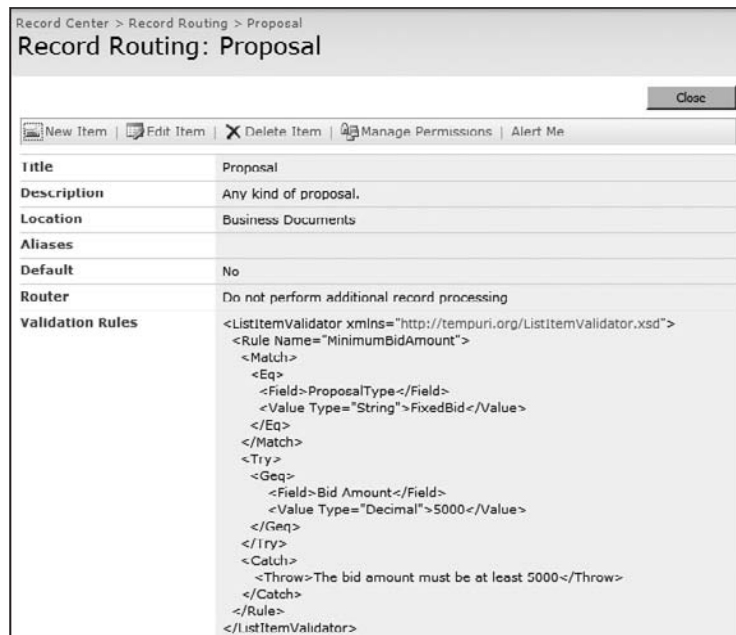 Record Center > Record Routing > Proposal
Record Routing: Proposal
Close
New Item | Edit Item | Delete Item | Manage Permissions | Alert Me
Title Proposal
Description Any kind of proposal.
Location Business Documents
Aliases
Default No
Router Do not perform additional record processing
Validation Rules <ListItemValidator xmlns="http://tempuri.org/ListItemValidator.xsd">
<Rule Name="MinimumBidAmount">
<Match>
<Eq>
<Field>ProposalType</Field>
<Value Type="String">FixedBid</Value>
</Eq>
</Match>
<Try>
<Geq>
<Field>Bid Amount</Field>
<Value Type="Decimal">5000</Value>
</Geq>
</Try>
<Catch>
<Throw>The bid amount must be at least 5000</Throw>
</Catch>
</Rule>
</ListItemValidator>